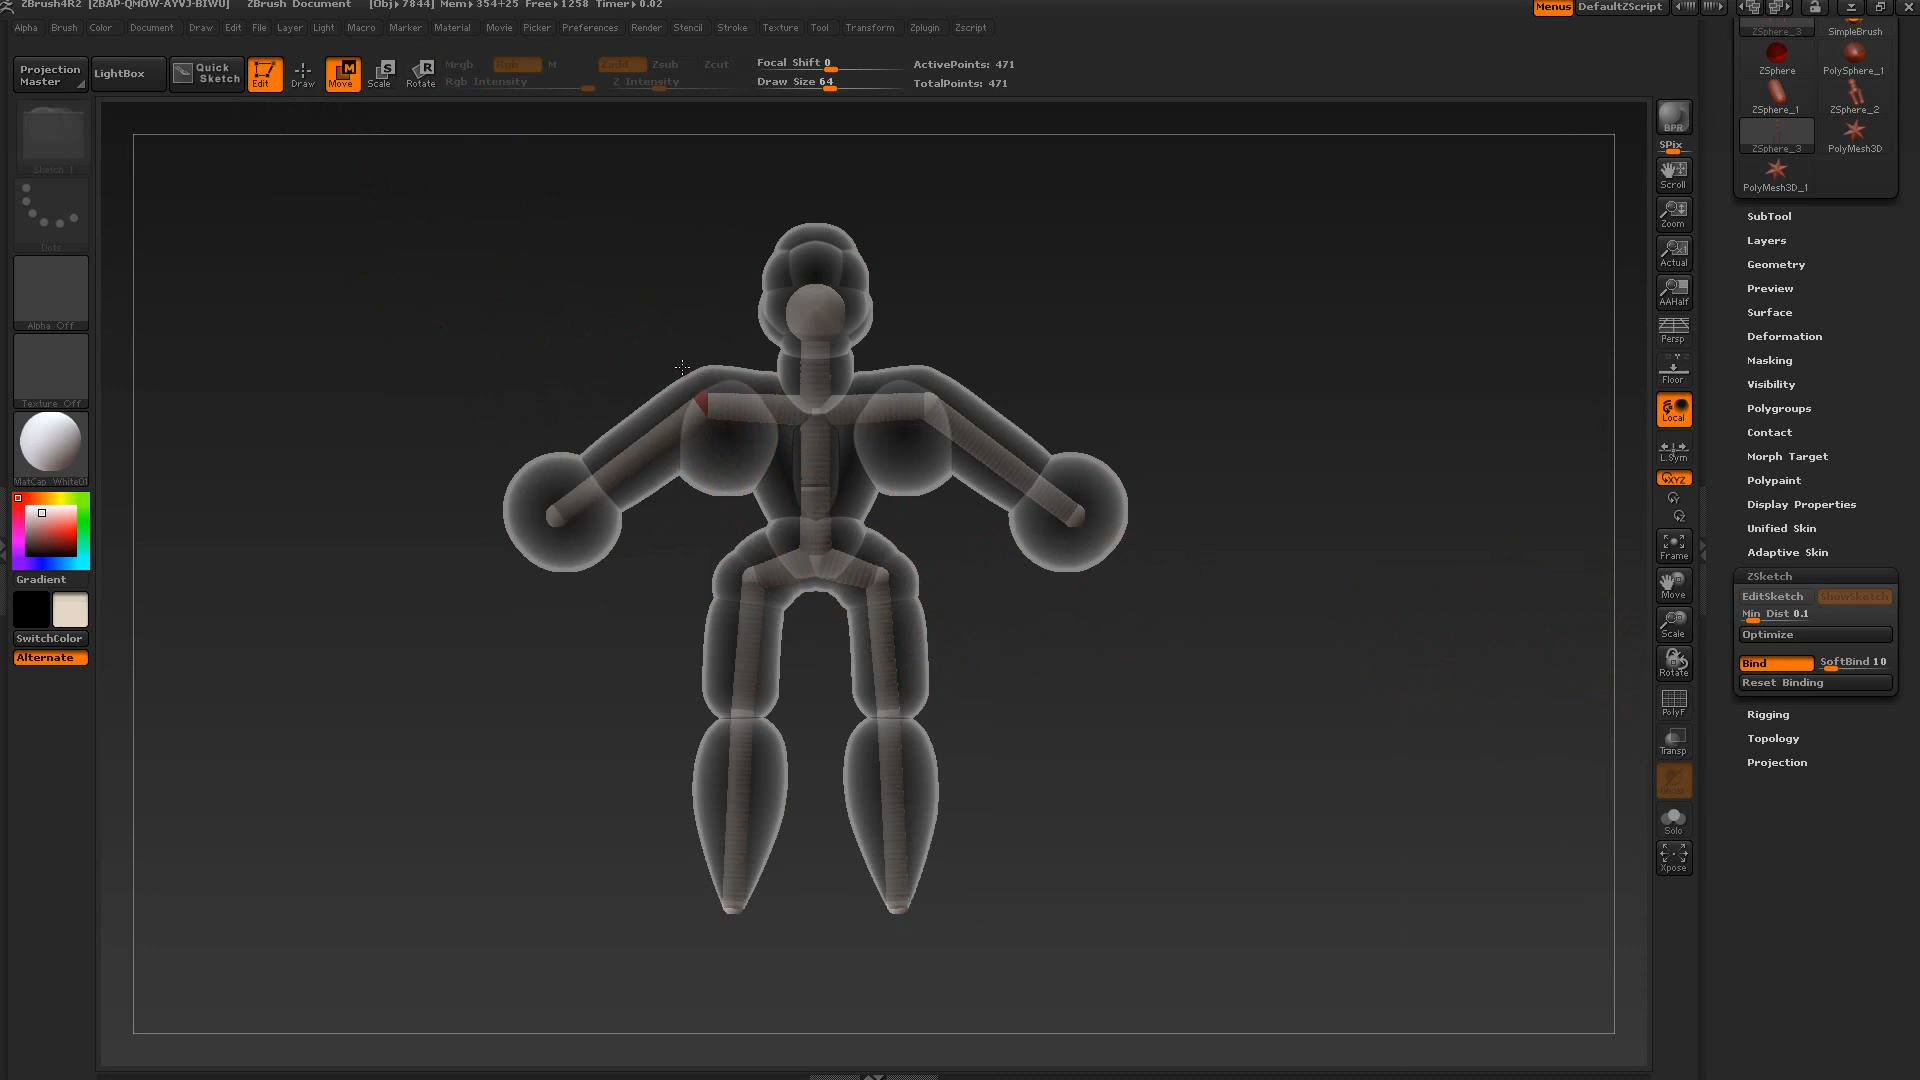 ZBrush4R2 [ZBAP-QMOW-AYVJ-BIWU] ZBrush Document [Obj▸7844] Mem▸354+25 Free▸1258 Timer▸0.02 Menus DefaultZScript
Alpha Brush Color Document Draw Edit File Layer Light Macro Marker Material Movie Picker Preferences Render Stencil Stroke Texture Tool Transform Zplugin Zscript
Projection Master
LightBox
Quick Sketch
Edit
Draw
Move
Scale
Rotate
Mrgb Rgb M
Rgb Intensity
Zadd Zsub Zcut
Z Intensity
Focal Shift 0
Draw Size 64
ActivePoints: 471
TotalPoints: 471
Sketch 1
Dots
Alpha Off
Texture Off
MatCap White01
Gradient
SwitchColor
Alternate
BPR
SPix
Scroll
Zoom
Actual
AAHalf
Persp
Floor
Local
L.Sym
XYZ
Y
Z
Frame
Move
Scale
Rotate
PolyF
Transp
Ghost
Solo
Xpose
ZSphere_3 SimpleBrush
ZSphere PolySphere_1
ZSphere_1 ZSphere_2
ZSphere_3 PolyMesh3D
PolyMesh3D_1
SubTool
Layers
Geometry
Preview
Surface
Deformation
Masking
Visibility
Polygroups
Contact
Morph Target
Polypaint
Display Properties
Unified Skin
Adaptive Skin
ZSketch
EditSketch ShowSketch
Min Dist 0.1
Optimize
Bind SoftBind 10
Reset Binding
Rigging
Topology
Projection